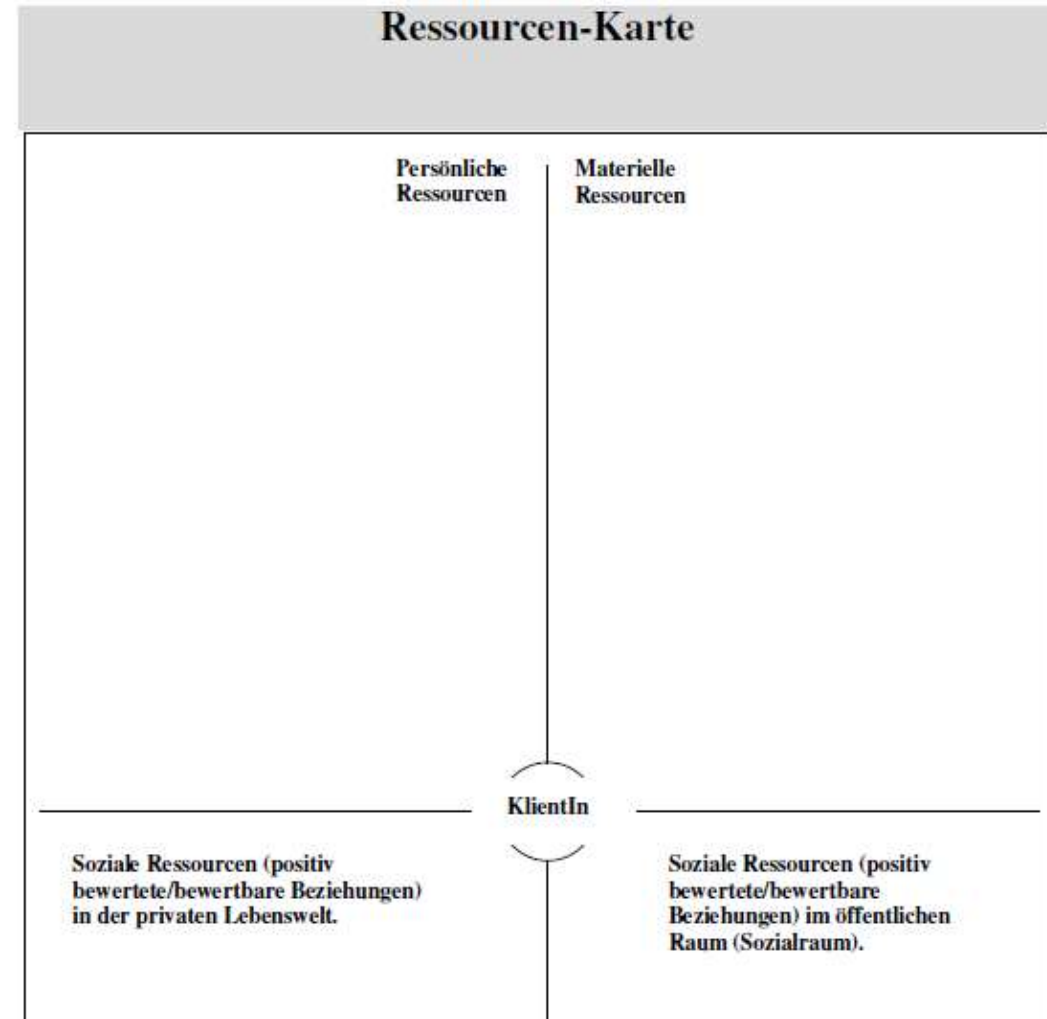 Ressourcen-Karte
Persönliche
Ressourcen
Materielle
Ressourcen
KlientIn
Soziale Ressourcen (positiv
bewertete/bewertbare Beziehungen)
in der privaten Lebenswelt.
Soziale Ressourcen (positiv
bewertete/bewertbare
Beziehungen) im öffentlichen
Raum (Sozialraum).